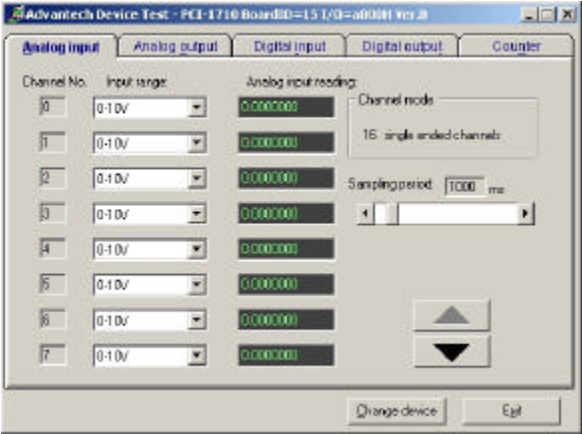 Advantech Device Test - PCI-1710 BoardID=15 I/O=a000H Ver.B
Analog input Analog output Digital input Digital output Counter
Channel No. Input range: Analog input reading:
0 0-10V 0.0000000
Channel mode
1 0-10V 0.0000000
16 single ended channels
2 0-10V 0.0000000
Sampling period 1000 ms
3 0-10V 0.0000000
4 0-10V 0.0000000
5 0-10V 0.0000000
6 0-10V 0.0000000
7 0-10V 0.0000000
Change device Exit